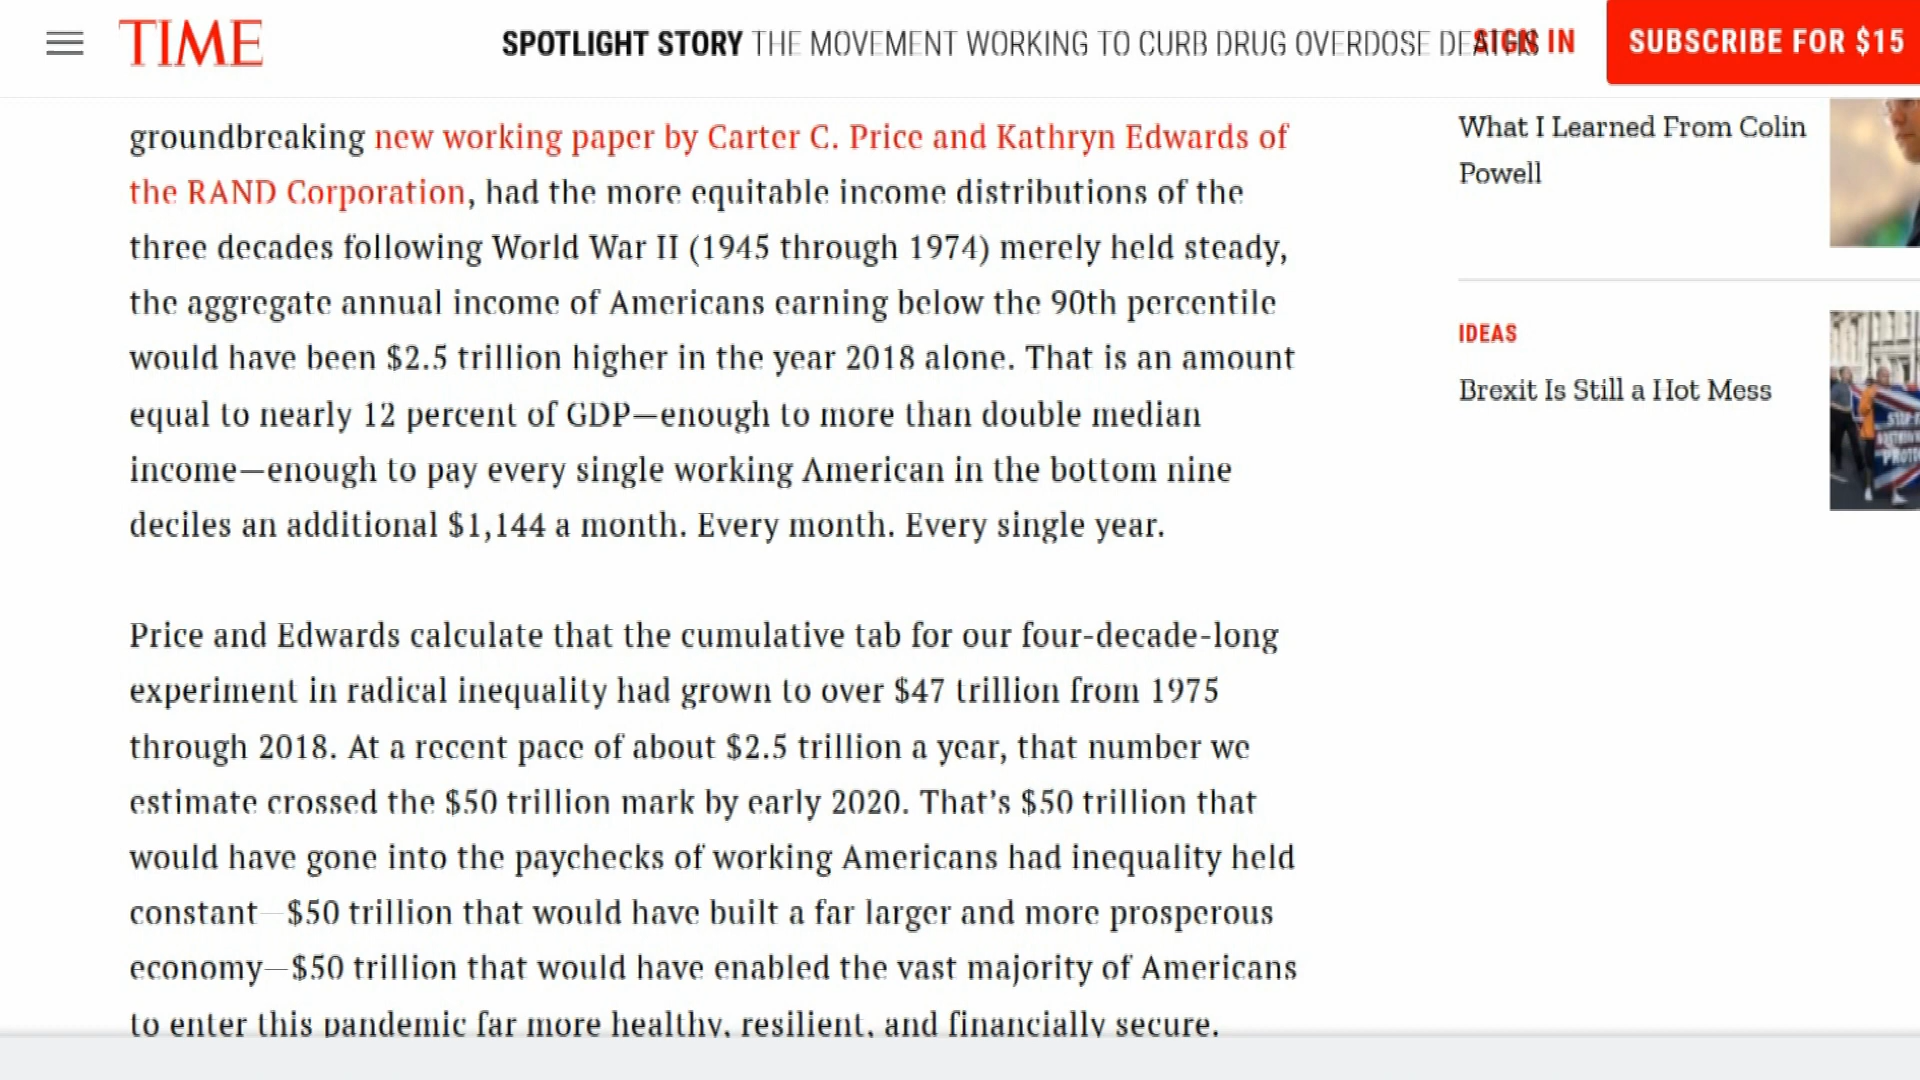 TIME
SPOTLIGHT STORY THE MOVEMENT WORKING TO CURB DRUG OVERDOSE DEATHS
SIGN IN
SUBSCRIBE FOR $15
groundbreaking new working paper by Carter C. Price and Kathryn Edwards of
the RAND Corporation, had the more equitable income distributions of the
three decades following World War II (1945 through 1974) merely held steady,
the aggregate annual income of Americans earning below the 90th percentile
would have been $2.5 trillion higher in the year 2018 alone. That is an amount
equal to nearly 12 percent of GDP—enough to more than double median
income—enough to pay every single working American in the bottom nine
deciles an additional $1,144 a month. Every month. Every single year.
Price and Edwards calculate that the cumulative tab for our four-decade-long
experiment in radical inequality had grown to over $47 trillion from 1975
through 2018. At a recent pace of about $2.5 trillion a year, that number we
estimate crossed the $50 trillion mark by early 2020. That’s $50 trillion that
would have gone into the paychecks of working Americans had inequality held
constant—$50 trillion that would have built a far larger and more prosperous
economy—$50 trillion that would have enabled the vast majority of Americans
to enter this pandemic far more healthy, resilient, and financially secure.
What I Learned From Colin
Powell
IDEAS
Brexit Is Still a Hot Mess